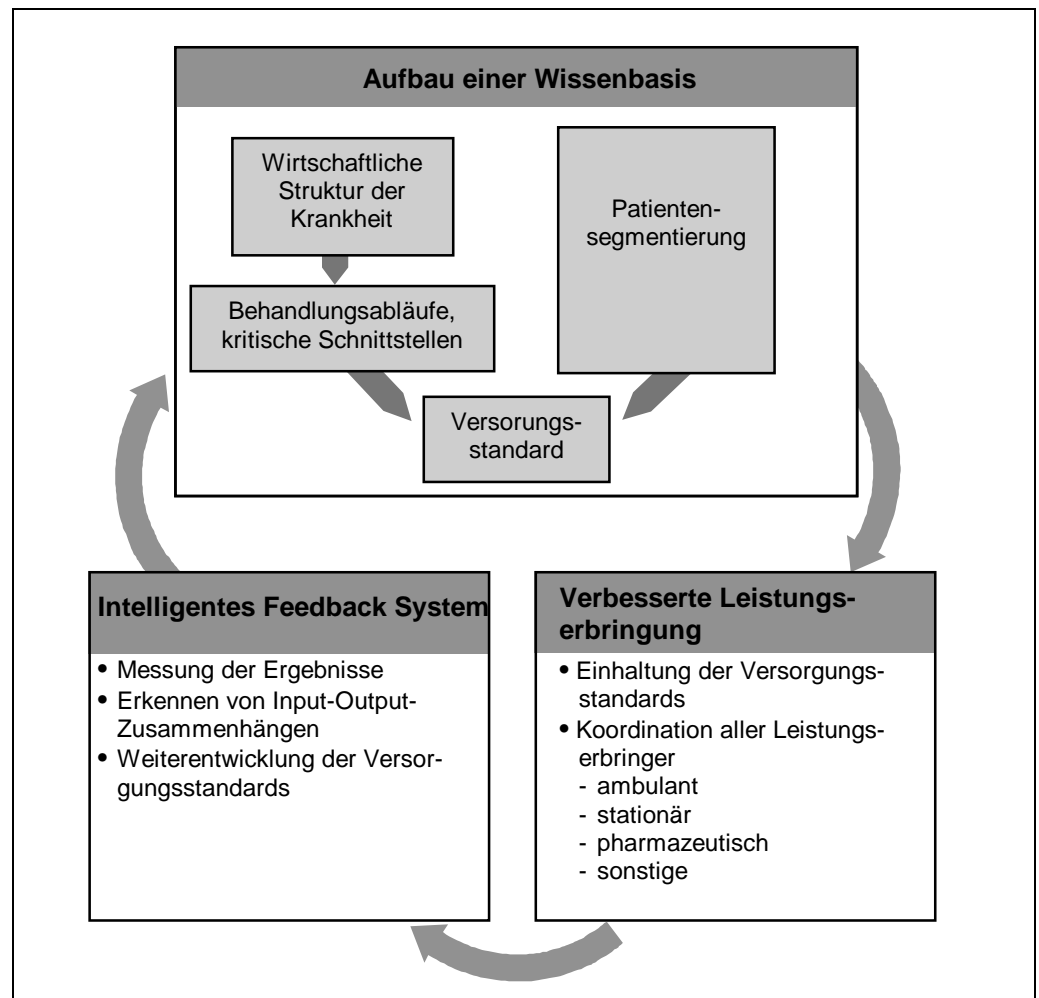 Aufbau einer Wissenbasis
Wirtschaftliche
Struktur der
Krankheit
Patienten-
segmentierung
Behandlungsabläufe,
kritische Schnittstellen
Versorungs-
standard
Intelligentes Feedback System
• Messung der Ergebnisse
• Erkennen von Input-Output-
Zusammenhängen
• Weiterentwicklung der Versor-
gungsstandards
Verbesserte Leistungs-
erbringung
• Einhaltung der Versorgungs-
standards
• Koordination aller Leistungs-
erbringer
- ambulant
- stationär
- pharmazeutisch
- sonstige